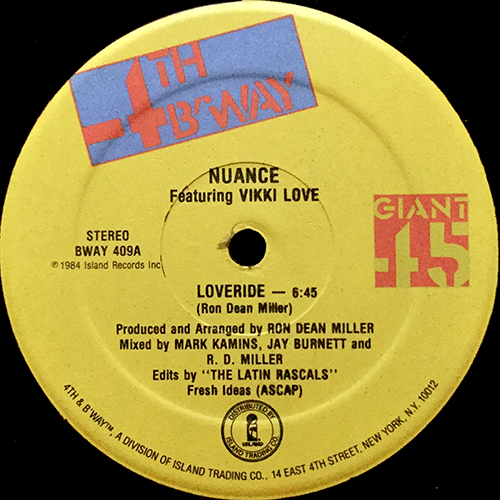 4TH
B'WAY
NUANCE
Featuring VIKKI LOVE
GIANT
45
STEREO
BWAY 409A
℗ 1984 Island Records Inc.
LOVERIDE — 6:45
(Ron Dean Miller)
Produced and Arranged by RON DEAN MILLER
Mixed by MARK KAMINS, JAY BURNETT and
R. D. MILLER
Edits by "THE LATIN RASCALS"
Fresh Ideas (ASCAP)
DISTRIBUTED BY
ISLAND
ISLAND TRADING CO.
4TH & B'WAY, A DIVISION OF ISLAND TRADING CO., 14 EAST 4TH STREET, NEW YORK, N.Y. 10012